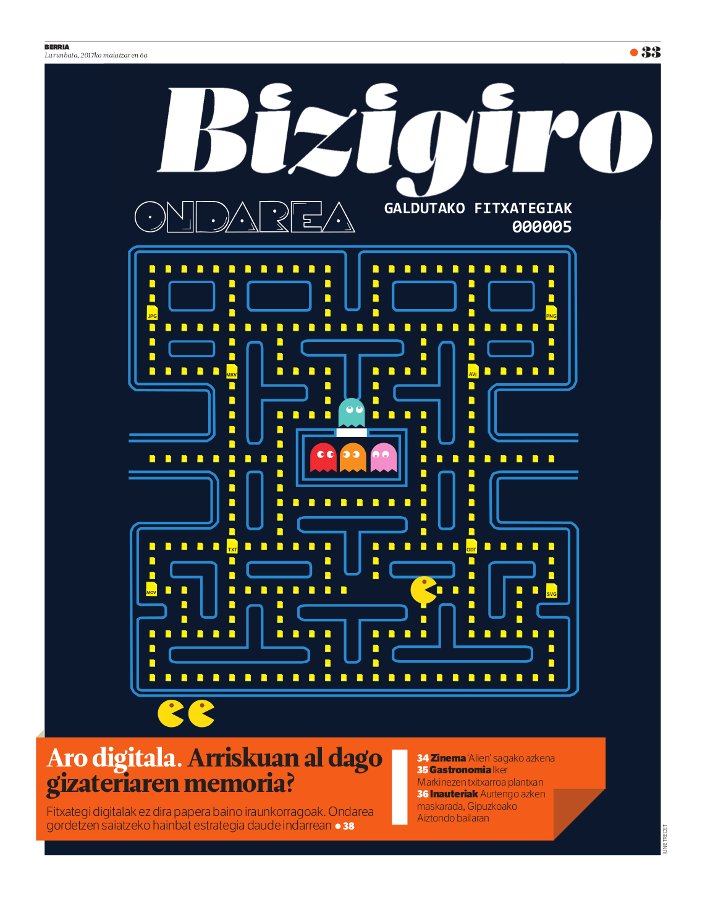 BERRIA
Larunbata, 2017ko maiatzaren 6a
33
Bizigiro
ONDAREA
GALDUTAKO FITXATEGIAK
000005
JPG
PNG
MKV
AVI
TXT
ODT
MOV
SVG
Aro digitala. Arriskuan al dago
gizateriaren memoria?
Fitxategi digitalak ez dira papera baino iraunkorragoak. Ondarea
gordetzen saiatzeko hainbat estrategia daude indarrean ● 38
34 Zinema 'Alien' sagako azkena
35 Gastronomia Iker
Markinezen txitxarroa plantxan
36 Inauteriak Aurtengo azken
maskarada, Gipuzkoako
Aiztondo bailaran